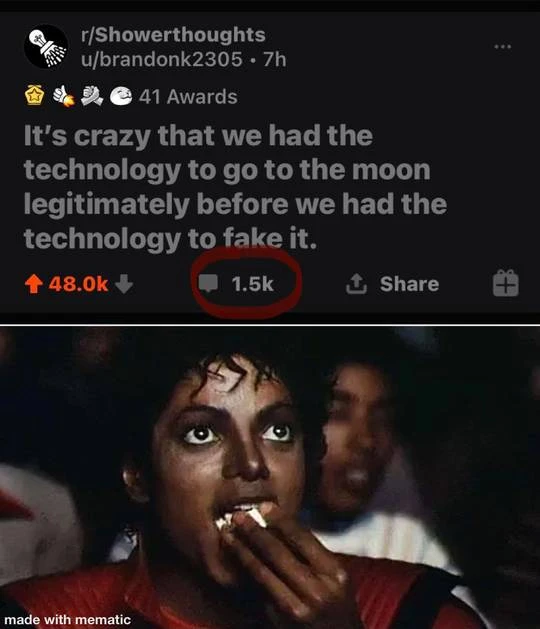 r/Showerthoughts
u/brandonk2305 • 7h
41 Awards
It's crazy that we had the
technology to go to the moon
legitimately before we had the
technology to fake it.
48.0k 1.5k Share
made with mematic